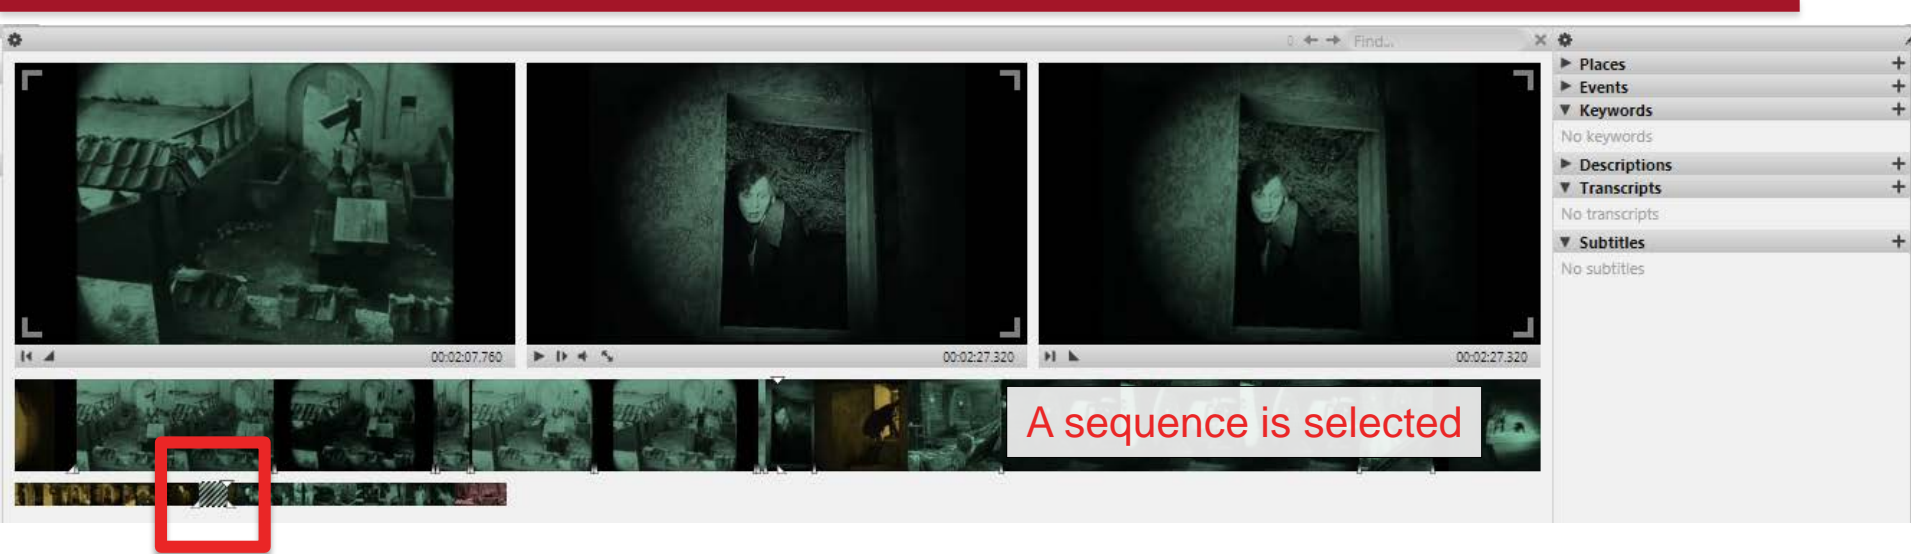 0 Find...
Places
Events
Keywords
No keywords
Descriptions
Transcripts
No transcripts
Subtitles
No subtitles
00:02:07.760
00:02:27.320
00:02:27.320
A sequence is selected